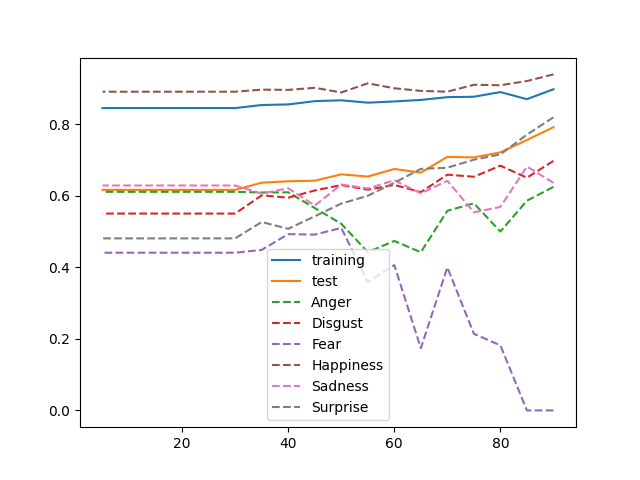 0.8
0.6
0.4
0.2
0.0
20 40 60 80
training
test
Anger
Disgust
Fear
Happiness
Sadness
Surprise